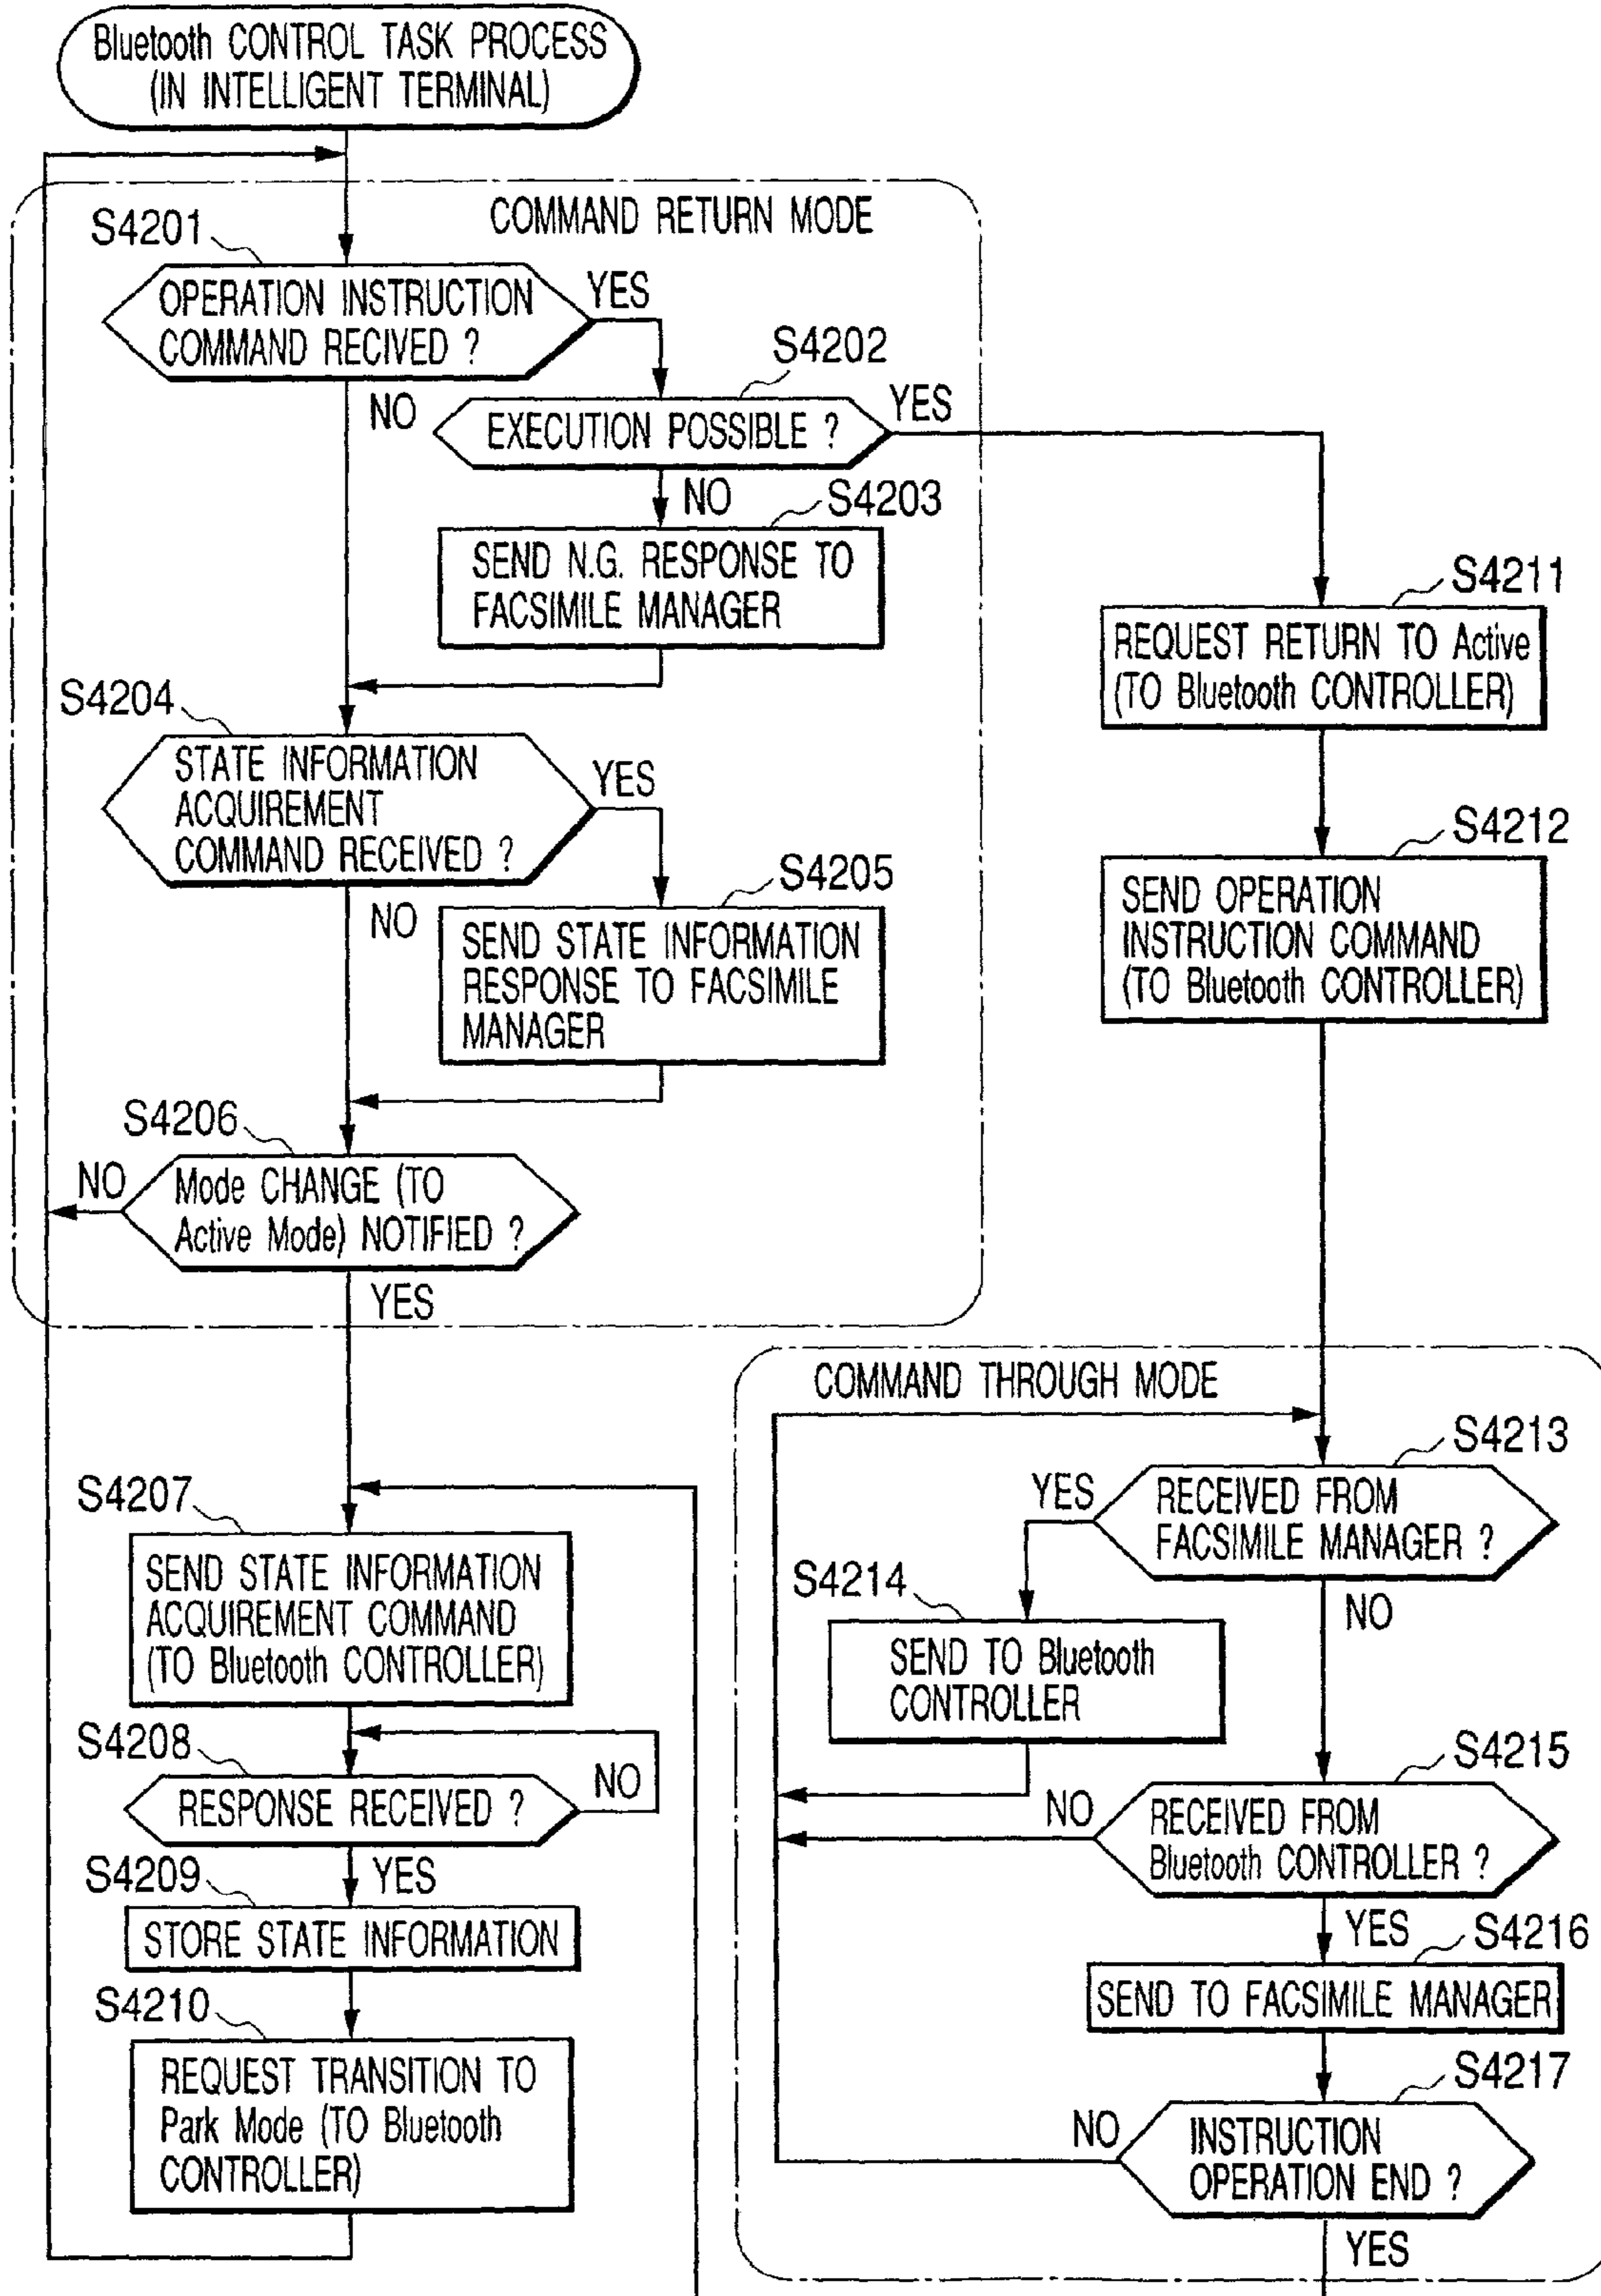 Bluetooth CONTROL TASK PROCESS
(IN INTELLIGENT TERMINAL)
COMMAND RETURN MODE
S4201
OPERATION INSTRUCTION
COMMAND RECIVED ?
YES
NO
S4202
EXECUTION POSSIBLE ?
YES
NO
S4203
SEND N.G. RESPONSE TO
FACSIMILE MANAGER
S4204
STATE INFORMATION
ACQUIREMENT
COMMAND RECEIVED ?
YES
NO
S4205
SEND STATE INFORMATION
RESPONSE TO FACSIMILE
MANAGER
S4206
Mode CHANGE (TO
Active Mode) NOTIFIED ?
NO
YES
S4207
SEND STATE INFORMATION
ACQUIREMENT COMMAND
(TO Bluetooth CONTROLLER)
S4208
RESPONSE RECEIVED ?
NO
YES
S4209
STORE STATE INFORMATION
S4210
REQUEST TRANSITION TO
Park Mode (TO Bluetooth
CONTROLLER)
S4211
REQUEST RETURN TO Active
(TO Bluetooth CONTROLLER)
S4212
SEND OPERATION
INSTRUCTION COMMAND
(TO Bluetooth CONTROLLER)
COMMAND THROUGH MODE
S4213
RECEIVED FROM
FACSIMILE MANAGER ?
YES
NO
S4214
SEND TO Bluetooth
CONTROLLER
S4215
RECEIVED FROM
Bluetooth CONTROLLER ?
NO
YES
S4216
SEND TO FACSIMILE MANAGER
S4217
INSTRUCTION
OPERATION END ?
NO
YES